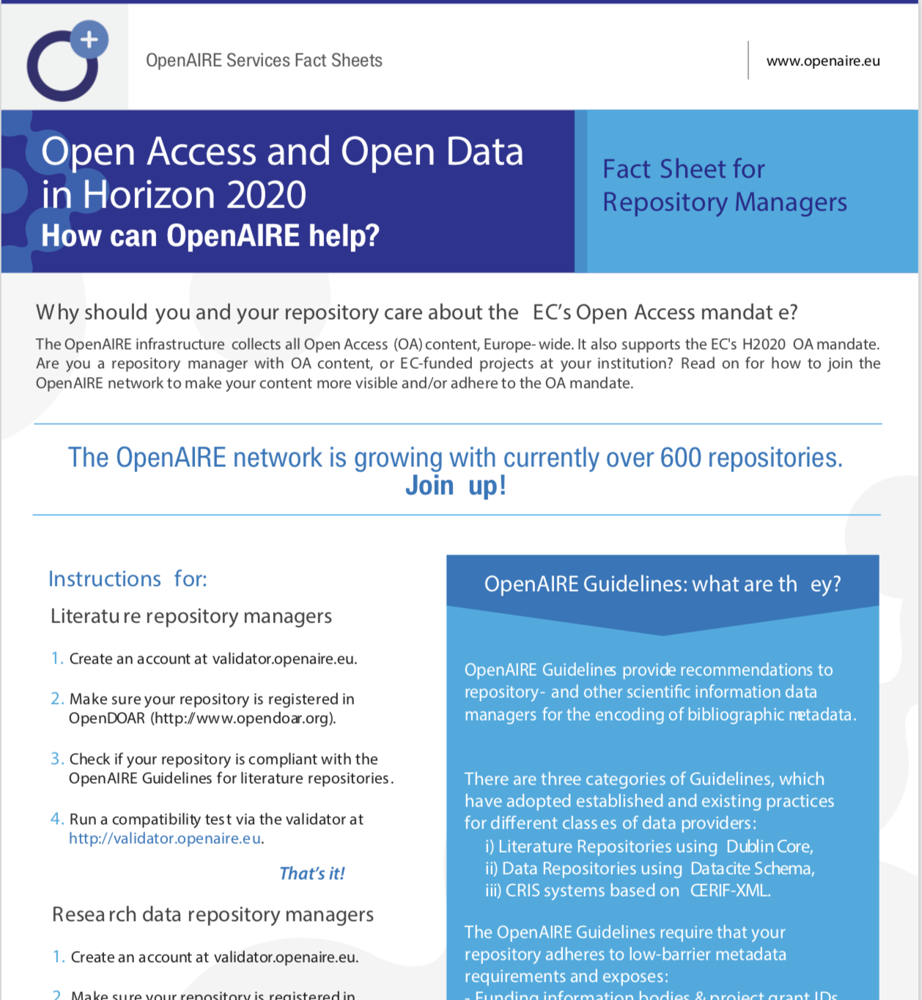 OpenAIRE Services Fact Sheets
www.openaire.eu
Open Access and Open Data
in Horizon 2020
How can OpenAIRE help?
Fact Sheet for
Repository Managers
Why should you and your repository care about the EC's Open Access mandat e?
The OpenAIRE infrastructure collects all Open Access (OA) content, Europe- wide. It also supports the EC's H2020 OA mandate.
Are you a repository manager with OA content, or EC-funded projects at your institution? Read on for how to join the
OpenAIRE network to make your content more visible and/or adhere to the OA mandate.
The OpenAIRE network is growing with currently over 600 repositories.
Join up!
Instructions for:
Literature repository managers
1. Create an account at validator.openaire.eu.
2. Make sure your repository is registered in
OpenDOAR (http://www.opendoar.org).
3. Check if your repository is compliant with the
OpenAIRE Guidelines for literature repositories.
4. Run a compatibility test via the validator at
http://validator.openaire.eu.
That's it!
Research data repository managers
1. Create an account at validator.openaire.eu.
2. Make sure your repository is registered in
OpenAIRE Guidelines: what are th ey?
OpenAIRE Guidelines provide recommendations to
repository- and other scientific information data
managers for the encoding of bibliographic metadata.
There are three categories of Guidelines, which
have adopted established and existing practices
for different classes of data providers:
i) Literature Repositories using Dublin Core,
ii) Data Repositories using Datacite Schema,
iii) CRIS systems based on CERIF-XML.
The OpenAIRE Guidelines require that your
repository adheres to low-barrier metadata
requirements and exposes:
- Funding information bodies & project grant IDs